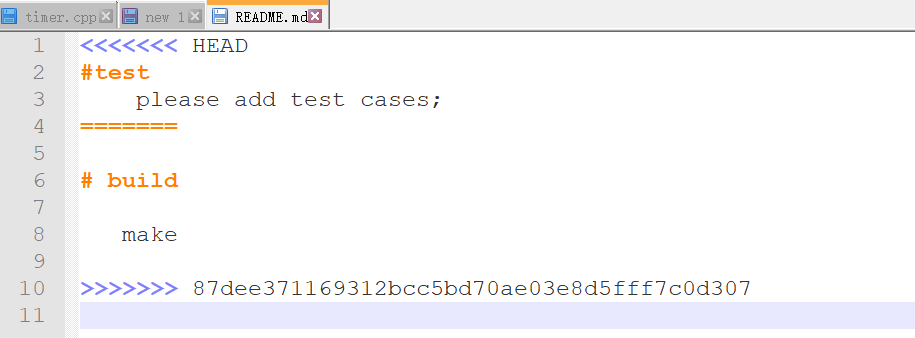 timer.cpp new 1 README.md
1 <<<<<<< HEAD
2 #test
3 please add test cases;
4 =======
5
6 # build
7
8 make
9
10 >>>>>>> 87dee371169312bcc5bd70ae03e8d5fff7c0d307
11